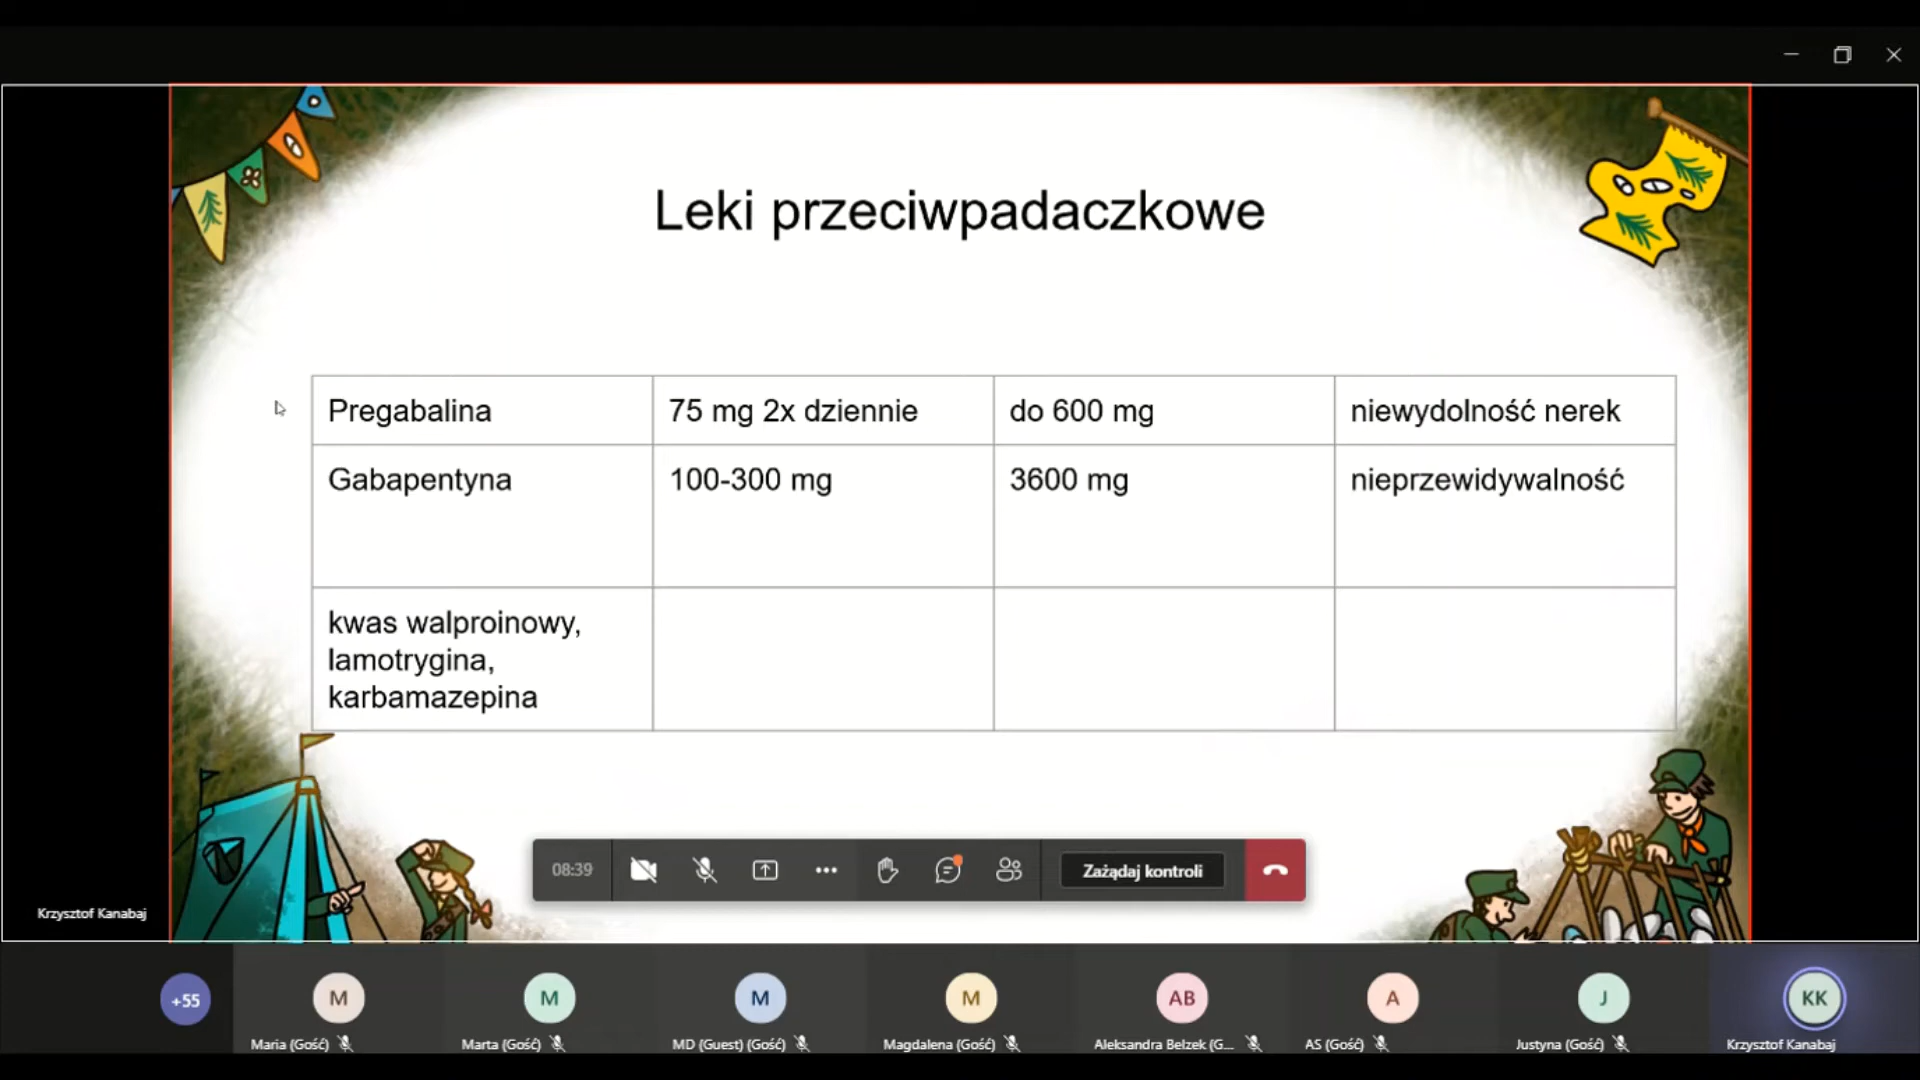 Leki przeciwpadaczkowe
Pregabalina
75 mg 2x dziennie
do 600 mg
niewydolność nerek
Gabapentyna
100-300 mg
3600 mg
nieprzewidywalność
kwas walproinowy,
lamotrygina,
karbamazepina
08:39
Zażądaj kontroli
Krzysztof Kanabaj
+55
M
M
M
M
AB
A
J
KK
Maria (Gość)
Marta (Gość)
MD (Guest) (Gość)
Magdalena (Gość)
Aleksandra Belzek (G...
AS (Gość)
Justyna (Gość)
Krzysztof Kanabaj